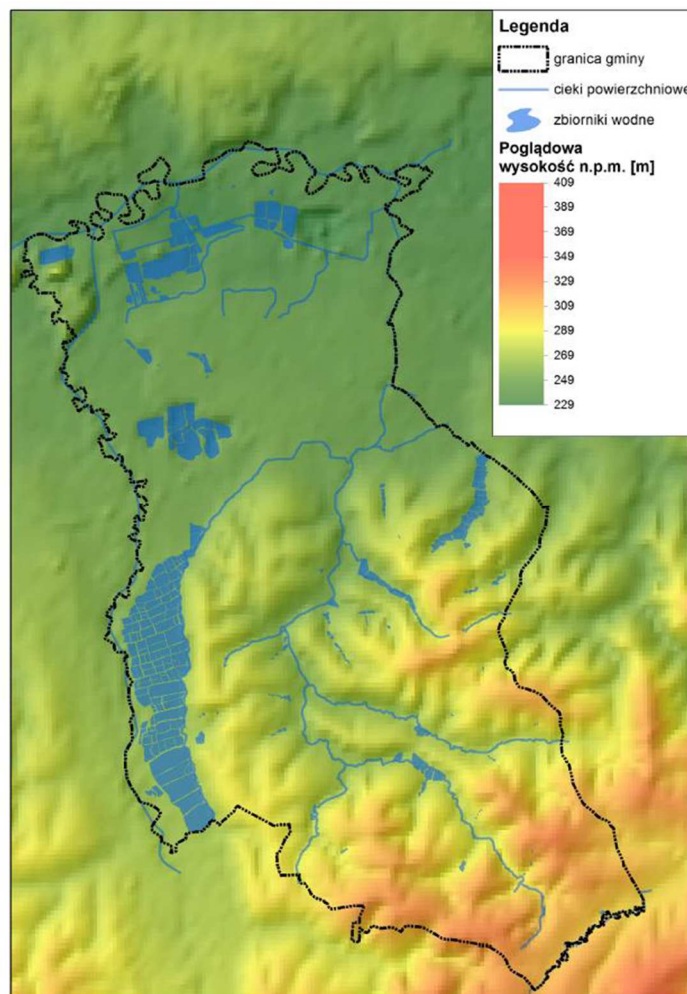 Legenda
granica gminy
cieki powierzchniowe
zbiorniki wodne
Poglądowa
wysokość n.p.m. [m]
409
389
369
349
329
309
289
269
249
229